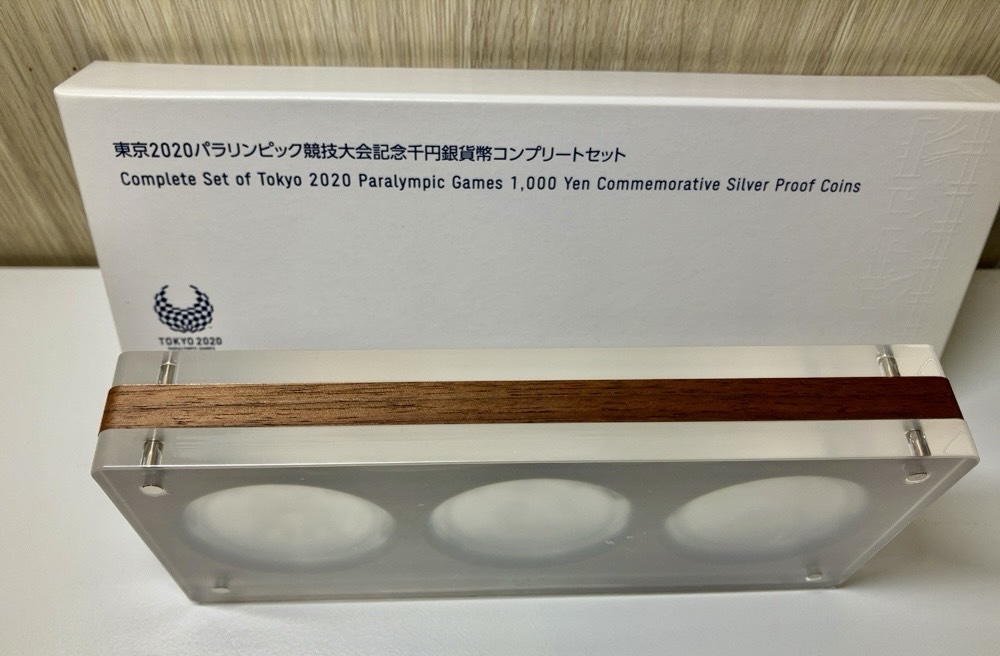 東京2020パラリンピック競技大会記念千円銀貨幣コンプリートセット
Complete Set of Tokyo 2020 Paralympic Games 1,000 Yen Commemorative Silver Proof Coins
TOKYO 2020
PARALYMPIC GAMES